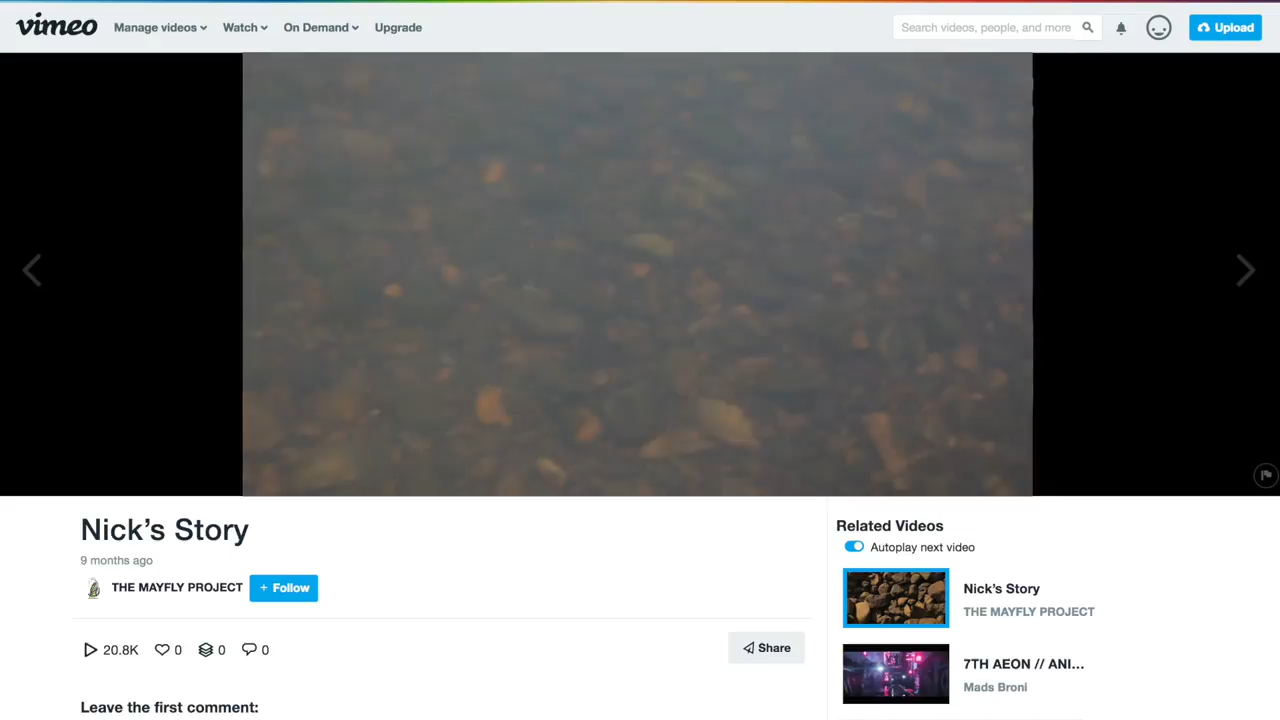 vimeo Manage videos Watch On Demand Upgrade Search videos, people, and more Upload
Nick's Story
9 months ago
THE MAYFLY PROJECT + Follow
20.8K 0 0 0 Share
Leave the first comment:
Related Videos
Autoplay next video
Nick's Story
THE MAYFLY PROJECT
7TH AEON // ANI...
Mads Broni